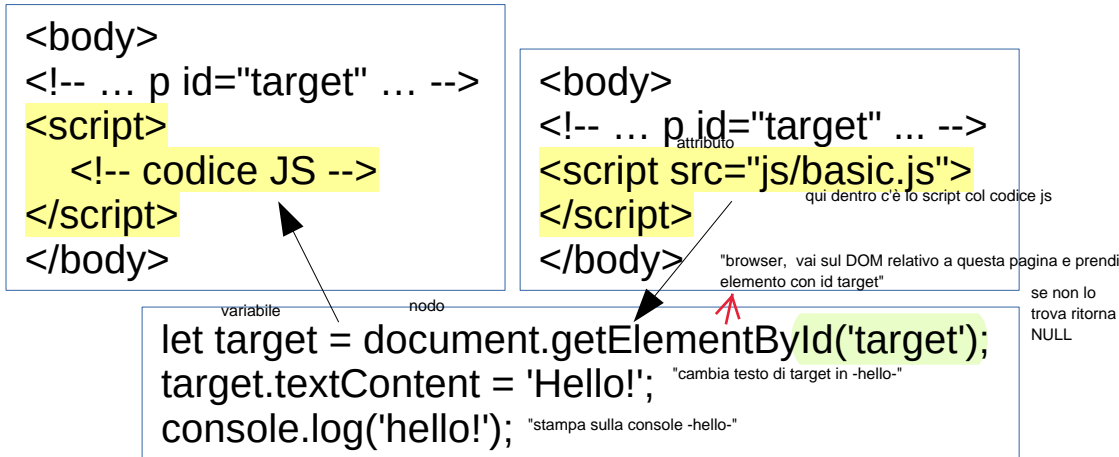 <body>
<!-- … p id="target" … -->
<script>
<!-- codice JS -->
</script>
</body>
<body>
<!-- … p id="target" ... -->
attributo
<script src="js/basic.js">
qui dentro c'è lo script col codice js
</script>
</body>
"browser, vai sul DOM relativo a questa pagina e prendi
elemento con id target"
se non lo
trova ritorna
NULL
variabile
nodo
let target = document.getElementById('target');
target.textContent = 'Hello!';
"cambia testo di target in -hello-"
console.log('hello!');
"stampa sulla console -hello-"